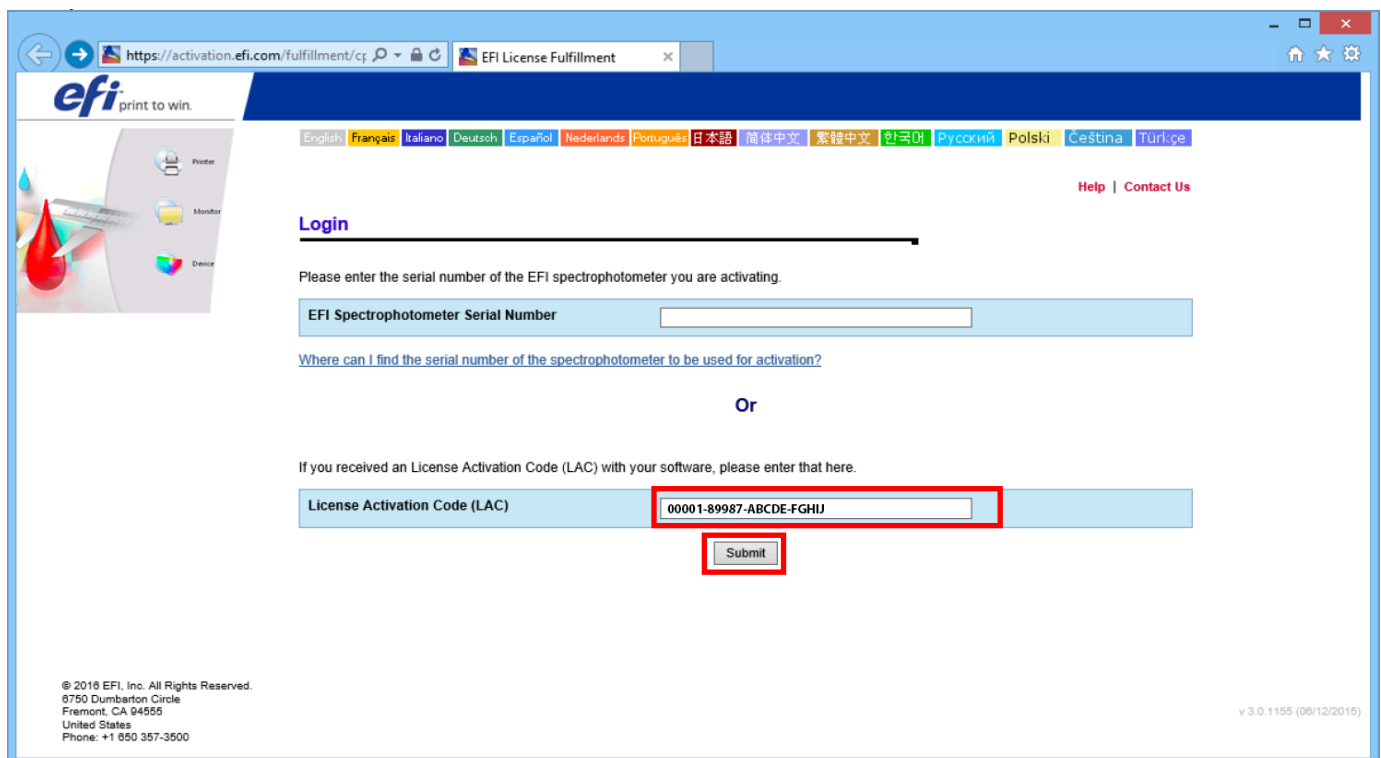 https://activation.efi.com/fulfillment/cp
EFI License Fulfillment
efi print to win.
English Français Italiano Deutsch Español Nederlands Português 日本語 简体中文 繁體中文 한국어 Русский Polski Čeština Türkçe
Printer
Help | Contact Us
Monitor
Login
Device
Please enter the serial number of the EFI spectrophotometer you are activating.
EFI Spectrophotometer Serial Number
Where can I find the serial number of the spectrophotometer to be used for activation?
Or
If you received an License Activation Code (LAC) with your software, please enter that here.
License Activation Code (LAC) 00001-89987-ABCDE-FGHIJ
Submit
© 2016 EFI, Inc. All Rights Reserved.
6750 Dumbarton Circle
Fremont, CA 94555
United States
Phone: +1 650 357-3500
v 3.0.1155 (06/12/2015)